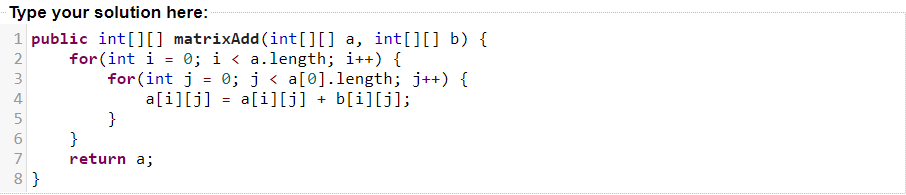 Type your solution here:
1 public int[][] matrixAdd(int[][] a, int[][] b) {
2     for(int i = 0; i < a.length; i++) {
3         for(int j = 0; j < a[0].length; j++) {
4             a[i][j] = a[i][j] + b[i][j];
5         }
6     }
7     return a;
8 }